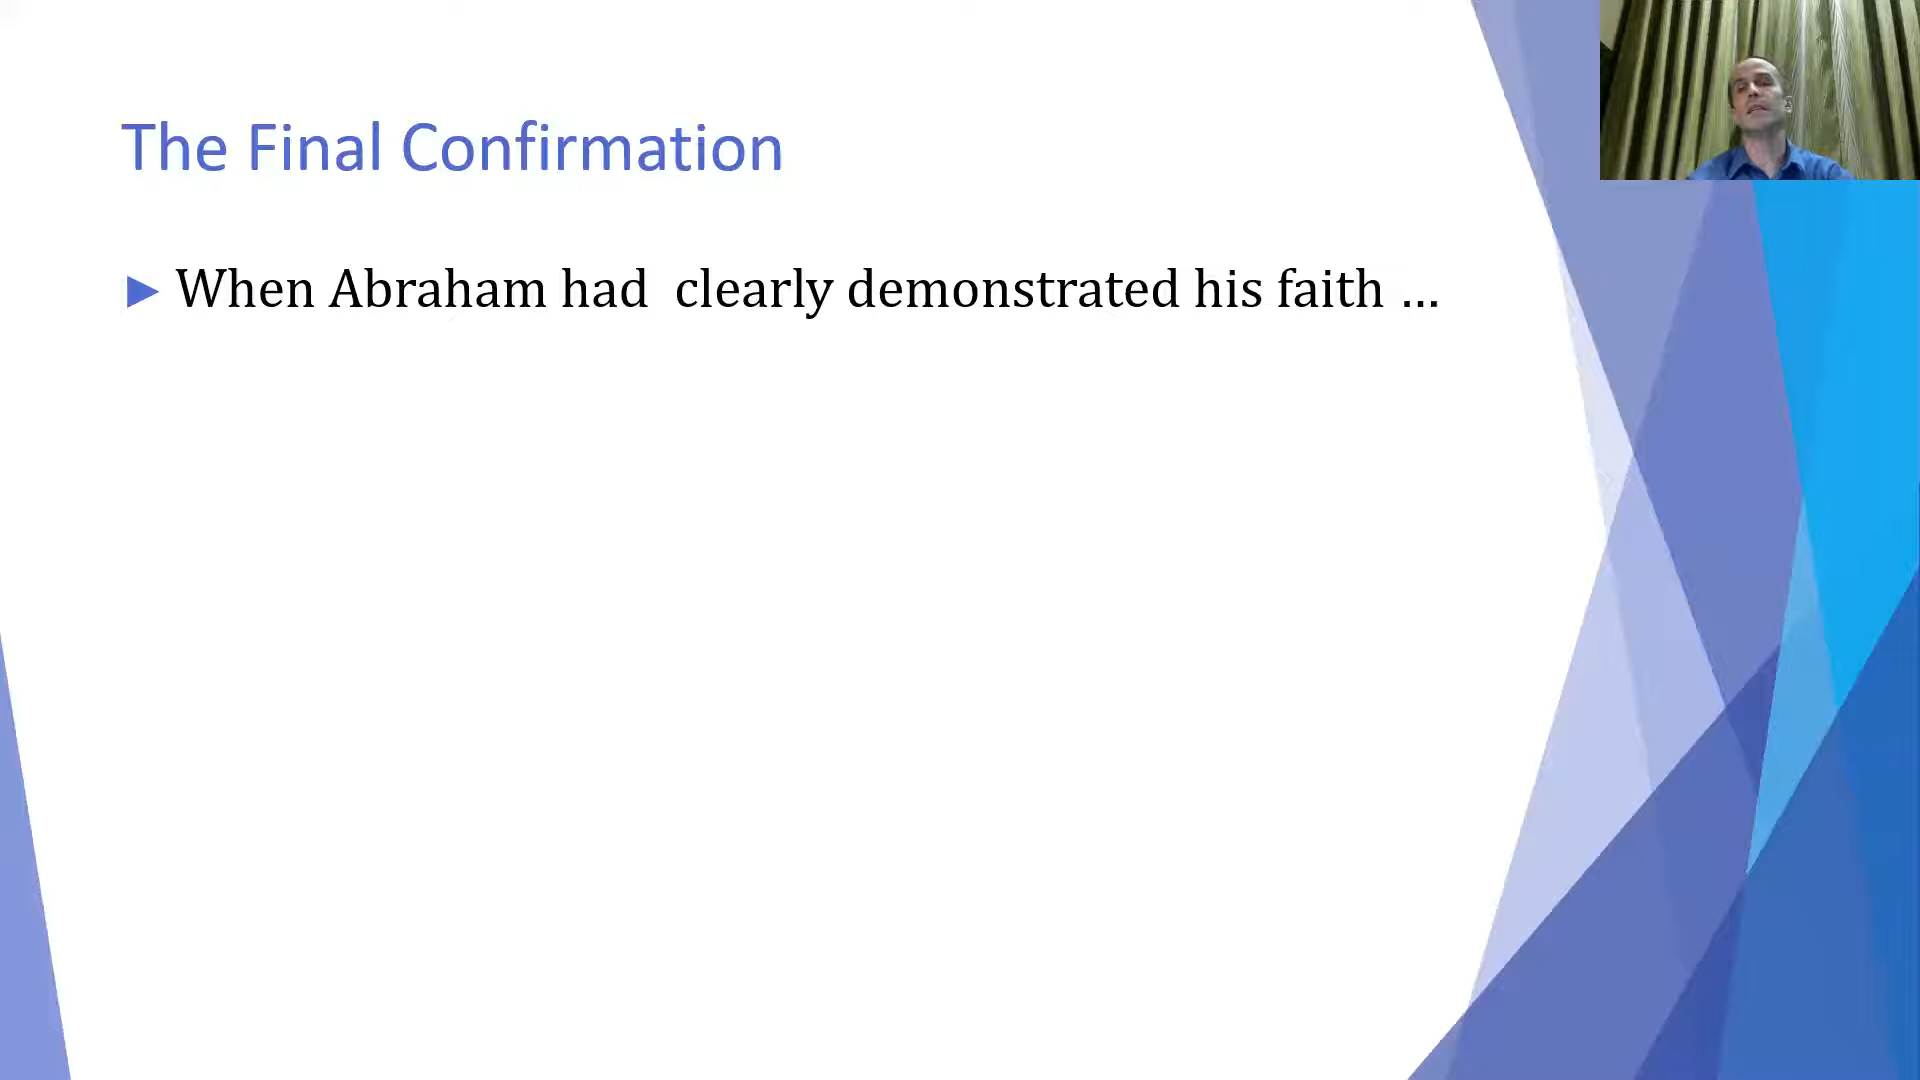 The Final Confirmation
When Abraham had  clearly demonstrated his faith …